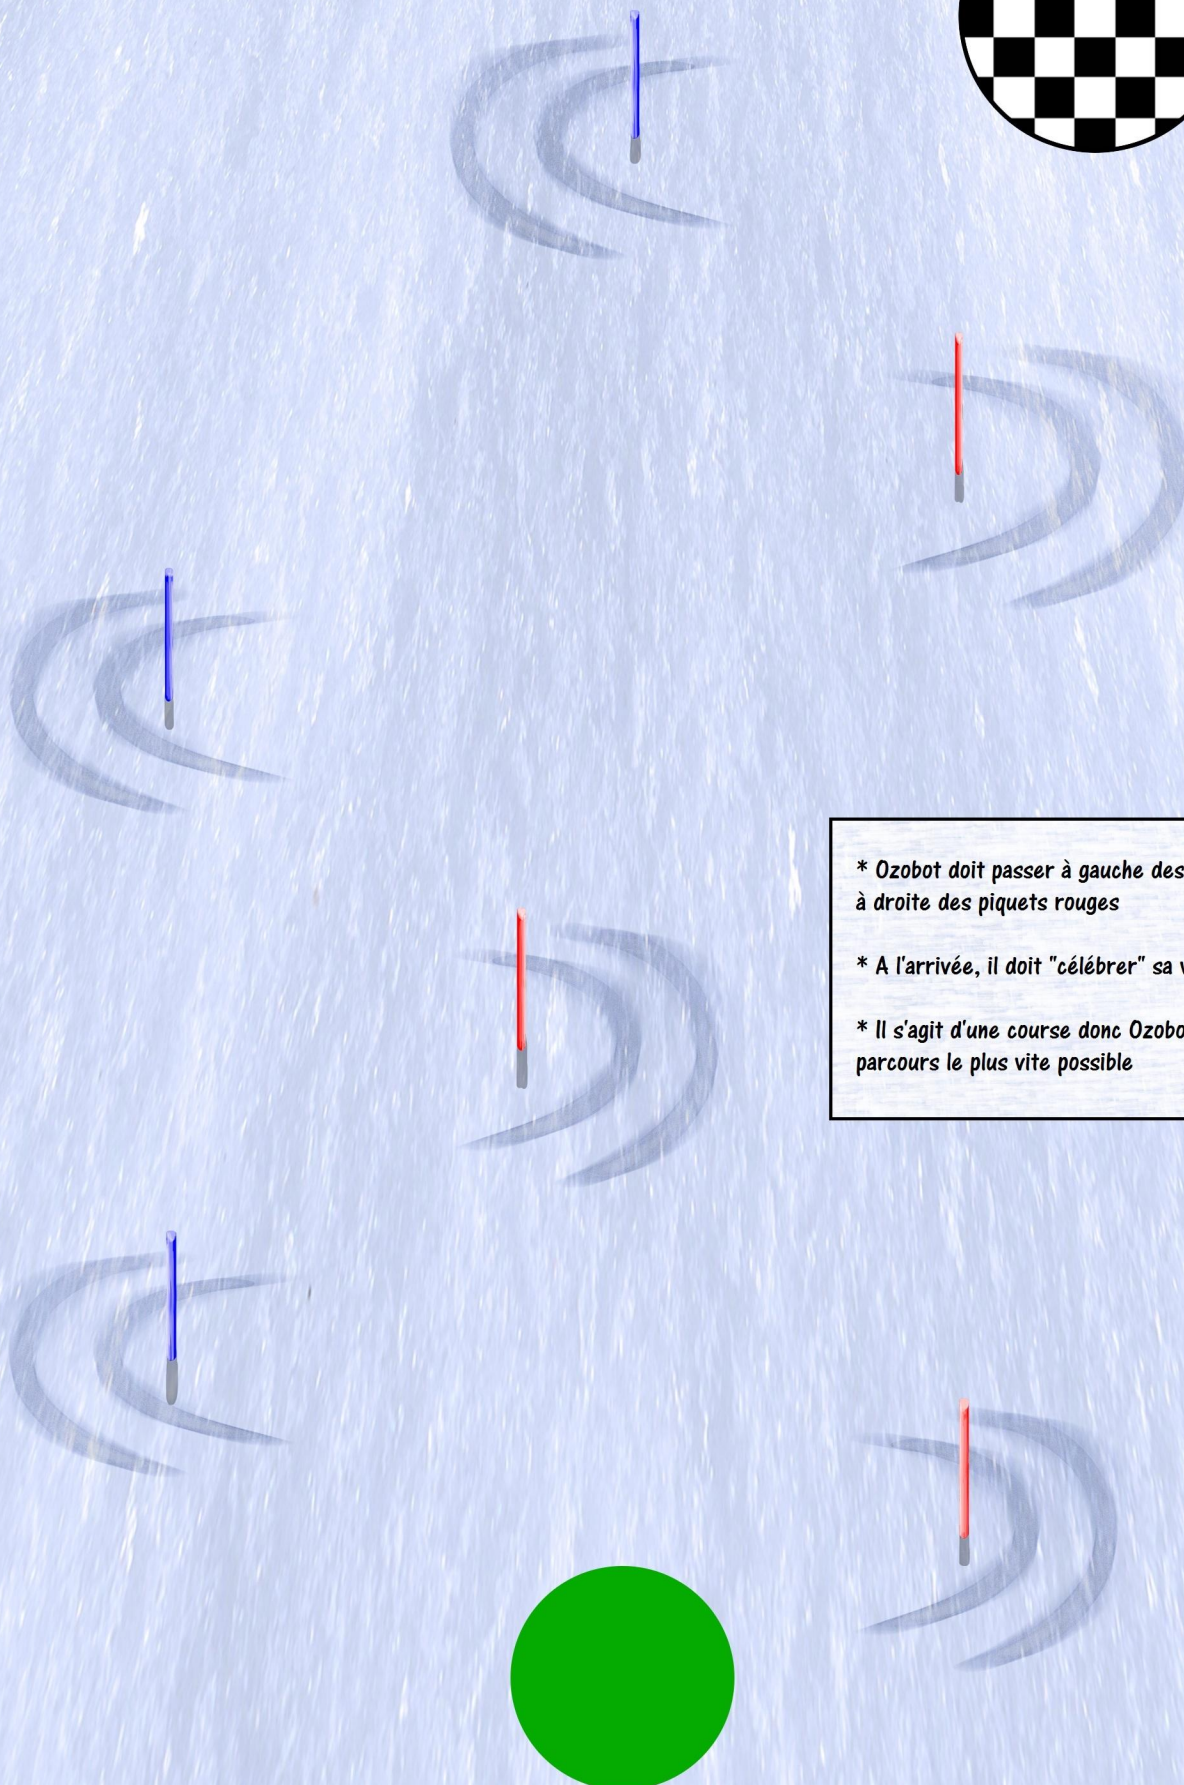 * Ozobot doit passer à gauche des
à droite des piquets rouges
* A l'arrivée, il doit "célébrer" sa
* Il s'agit d'une course donc
parcours le plus vite possible